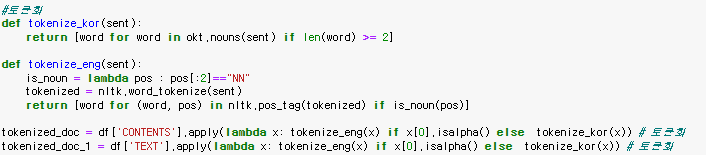 #토큰화
def tokenize_kor(sent):
    return [word for word in okt.nouns(sent) if len(word) >= 2]

def tokenize_eng(sent):
    is_noun = lambda pos : pos[:2]=="NN"
    tokenized = nltk.word_tokenize(sent)
    return [word for (word, pos) in nltk.pos_tag(tokenized) if is_noun(pos)]

tokenized_doc = df['CONTENTS'].apply(lambda x: tokenize_eng(x) if x[0].isalpha() else  tokenize_kor(x)) # 토큰화
tokenized_doc_1 = df['TEXT'].apply(lambda x: tokenize_eng(x) if x[0].isalpha() else  tokenize_kor(x)) # 토큰화